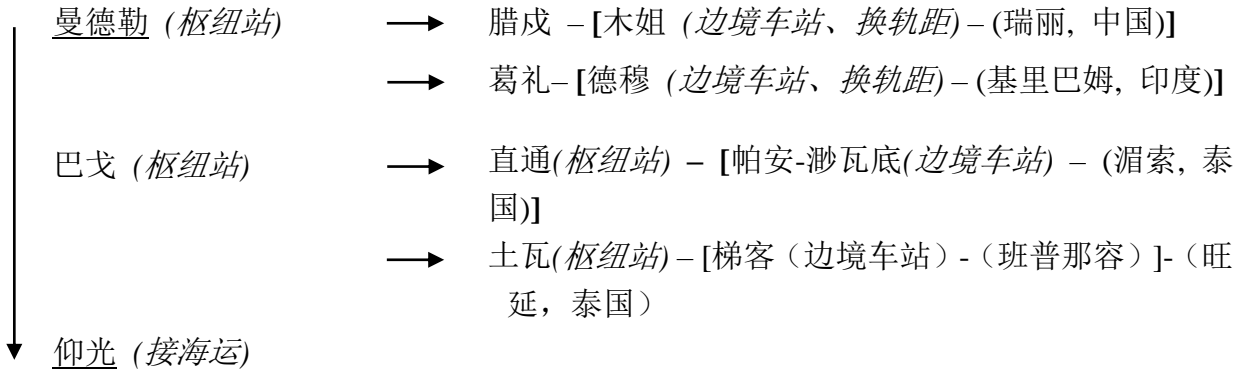 曼德勒 (枢纽站) → 腊戍 – [木姐 (边境车站、换轨距) – (瑞丽, 中国)]
→ 葛礼– [德穆 (边境车站、换轨距) – (基里巴姆, 印度)]
巴戈 (枢纽站) → 直通(枢纽站) – [帕安-渺瓦底(边境车站) – (湄索, 泰
国)]
→ 土瓦(枢纽站) – [梯客（边境车站）-（班普那容）]-（旺
延，泰国）
仰光 (接海运)